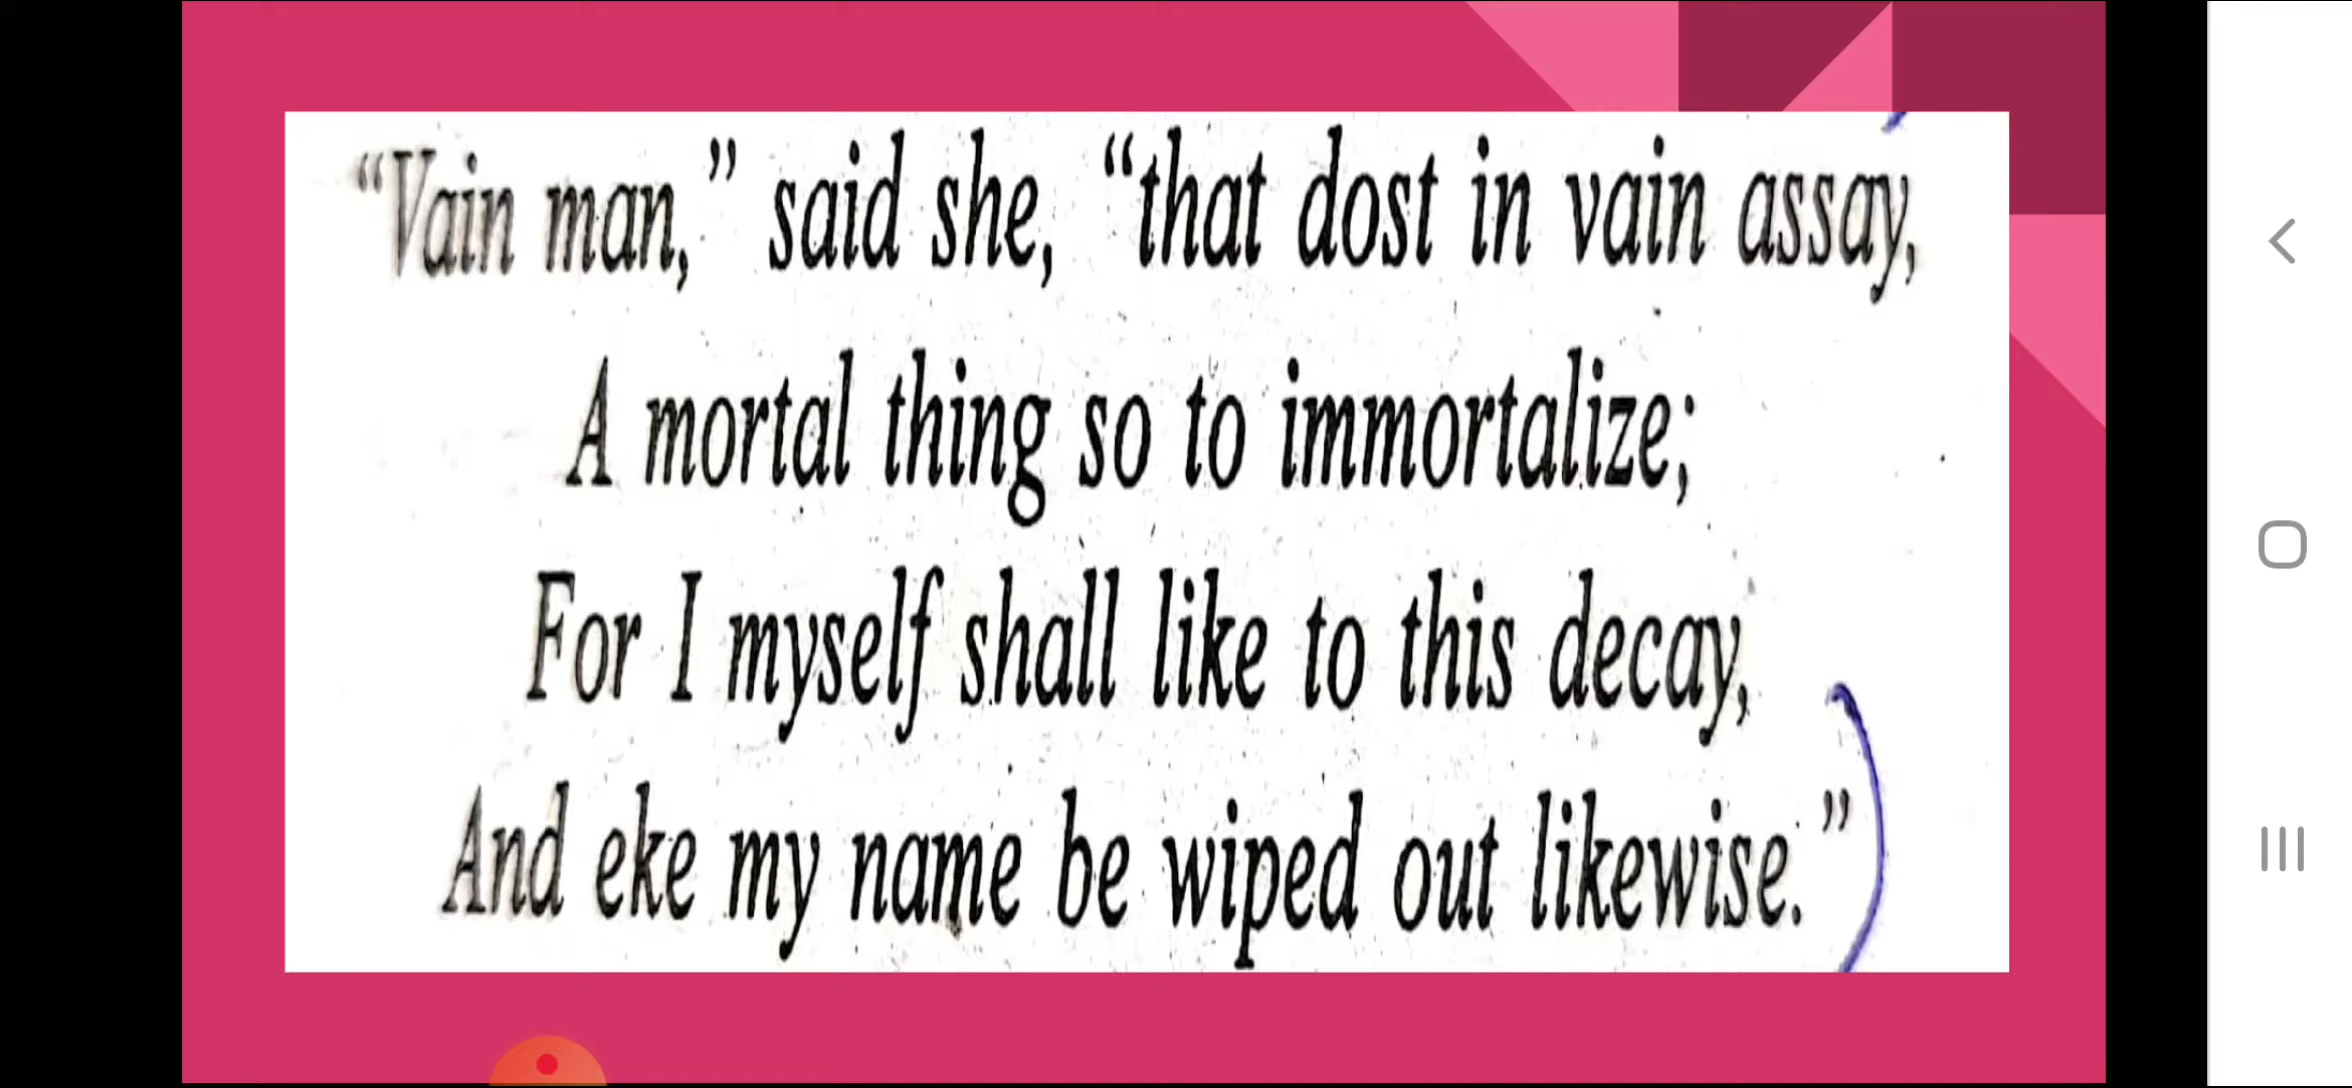 “Vain man,” said she, “that dost in vain assay,
A mortal thing so to immortalize;
For I myself shall like to this decay,
And eke my name be wiped out likewise.”